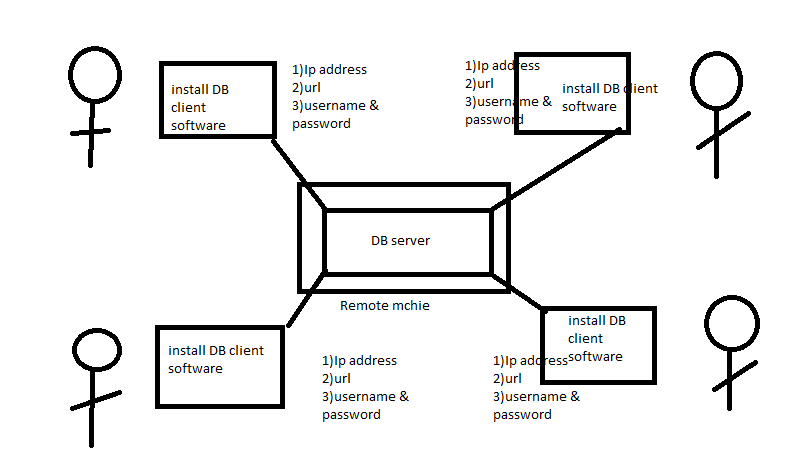 install DB
client
software
1)Ip address
2)url
3)username &
password
1)Ip address
2)url
3)username &
password
install DB client
software
DB server
Remote mchie
install DB client
software
1)Ip address
2)url
3)username &
password
1)Ip address
2)url
3)username &
password
install DB
client
software